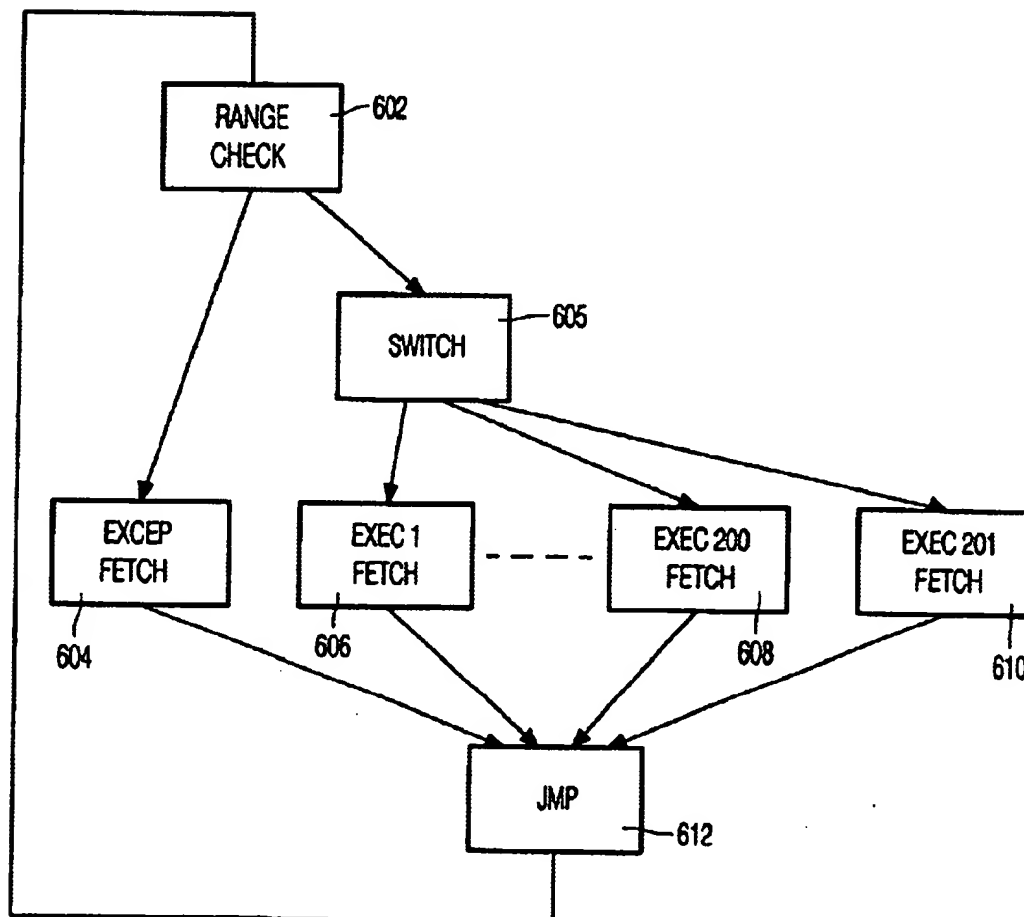 RANGE
CHECK
602
SWITCH
605
EXCEP
FETCH
604
EXEC 1
FETCH
606
EXEC 200
FETCH
608
EXEC 201
FETCH
610
JMP
612